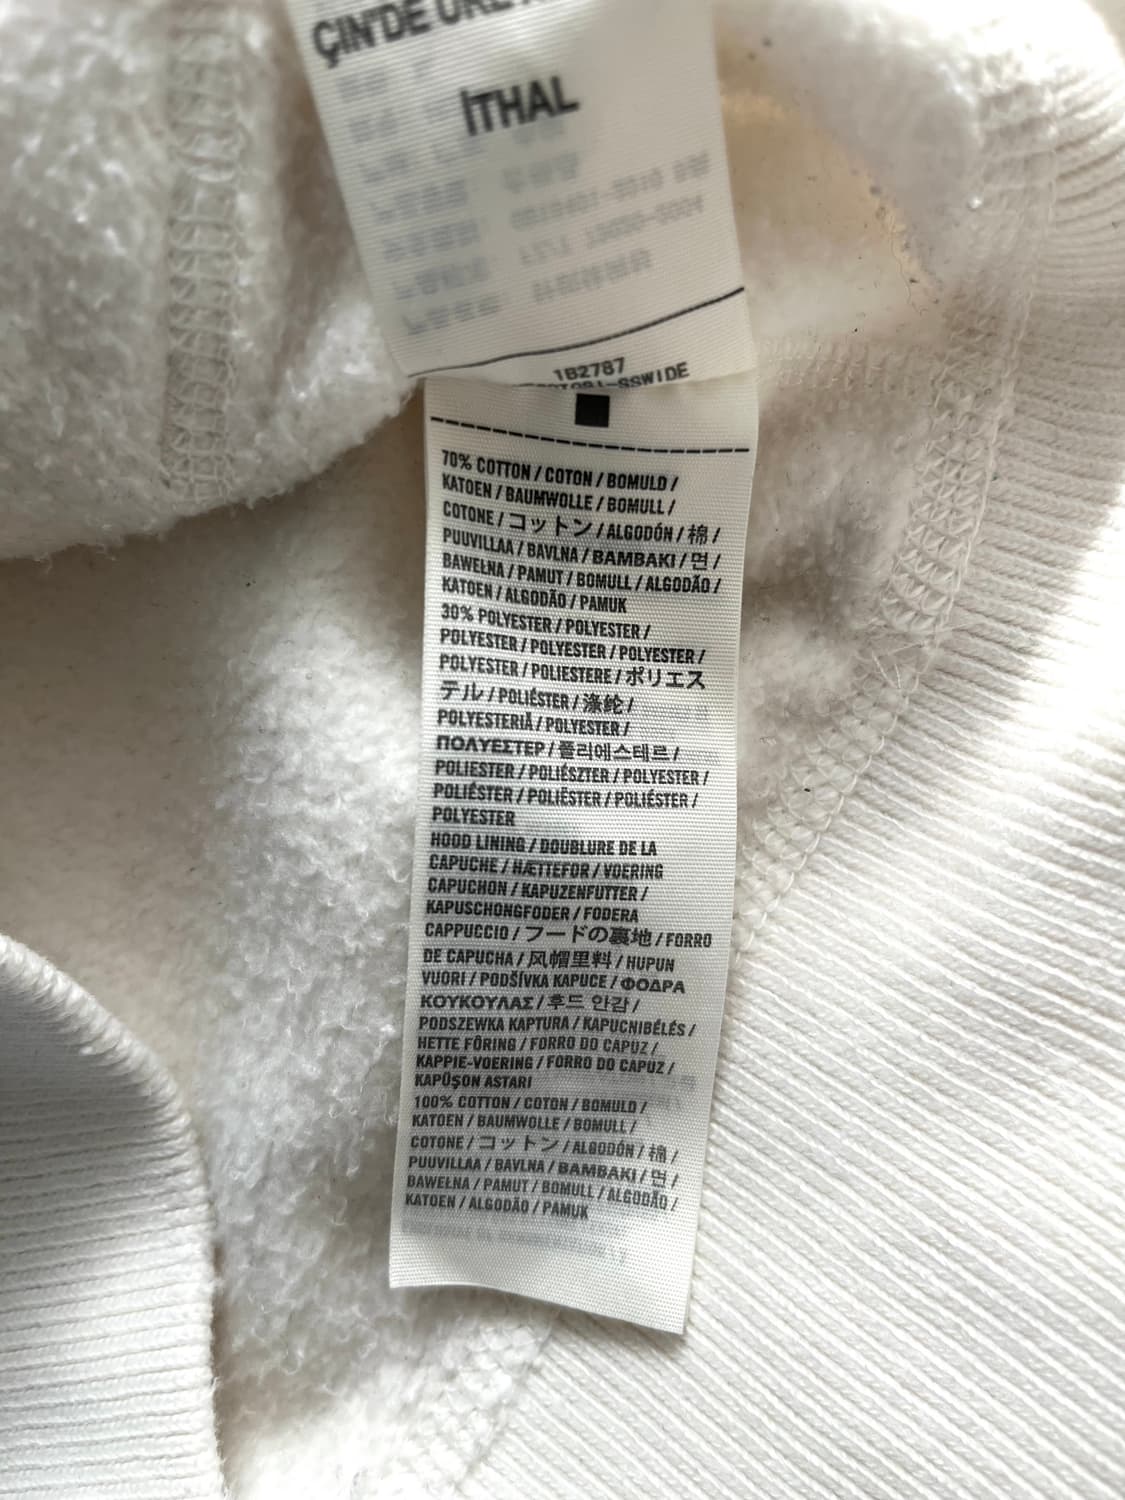 ÇIN'DE
İTHAL
1B2787
70% COTTON / COTON / BOMULD /
KATOEN / BAUMWOLLE / BOMULL /
COTONE / コットン / ALGODÓN / 棉 /
PUUVILLAA / BAVLNA / BAMBAKI / 면 /
BAWEŁNA / PAMUT / BOMULL / ALGODÃO /
KATOEN / ALGODÃO / PAMUK
30% POLYESTER / POLYESTER /
POLYESTER / POLYESTER / POLYESTER /
POLYESTER / POLIESTERE / ポリエス
テル / POLIÉSTER / 涤纶 /
POLYESTERIÄ / POLYESTER /
ΠΟΛΥΕΣΤΕΡ / 폴리에스테르 /
POLIESTER / POLIÉSZTER / POLYESTER /
POLIÉSTER / POLIËSTER / POLIÉSTER /
POLYESTER
HOOD LINING / DOUBLURE DE LA
CAPUCHE / HÆTTEFOR / VOERING
CAPUCHON / KAPUZENFUTTER /
KAPUSCHONGFODER / FODERA
CAPPUCCIO / フードの裏地 / FORRO
DE CAPUCHA / 风帽里料 / HUPUN
VUORI / PODŠÍVKA KAPUCE / ΦΟΔΡΑ
ΚΟΥΚΟΥΛΑΣ / 후드 안감 /
PODSZEWKA KAPTURA / KAPUCNIBÉLÉS /
HETTE FÔRING / FORRO DO CAPUZ /
KAPPIE-VOERING / FORRO DO CAPUZ /
KAPÜŞON ASTARI
100% COTTON / COTON / BOMULD /
KATOEN / BAUMWOLLE / BOMULL /
COTONE / コットン / ALGODÓN / 棉 /
PUUVILLAA / BAVLNA / BAMBAKI / 면 /
BAWEŁNA / PAMUT / BOMULL / ALGODÃO /
KATOEN / ALGODÃO / PAMUK